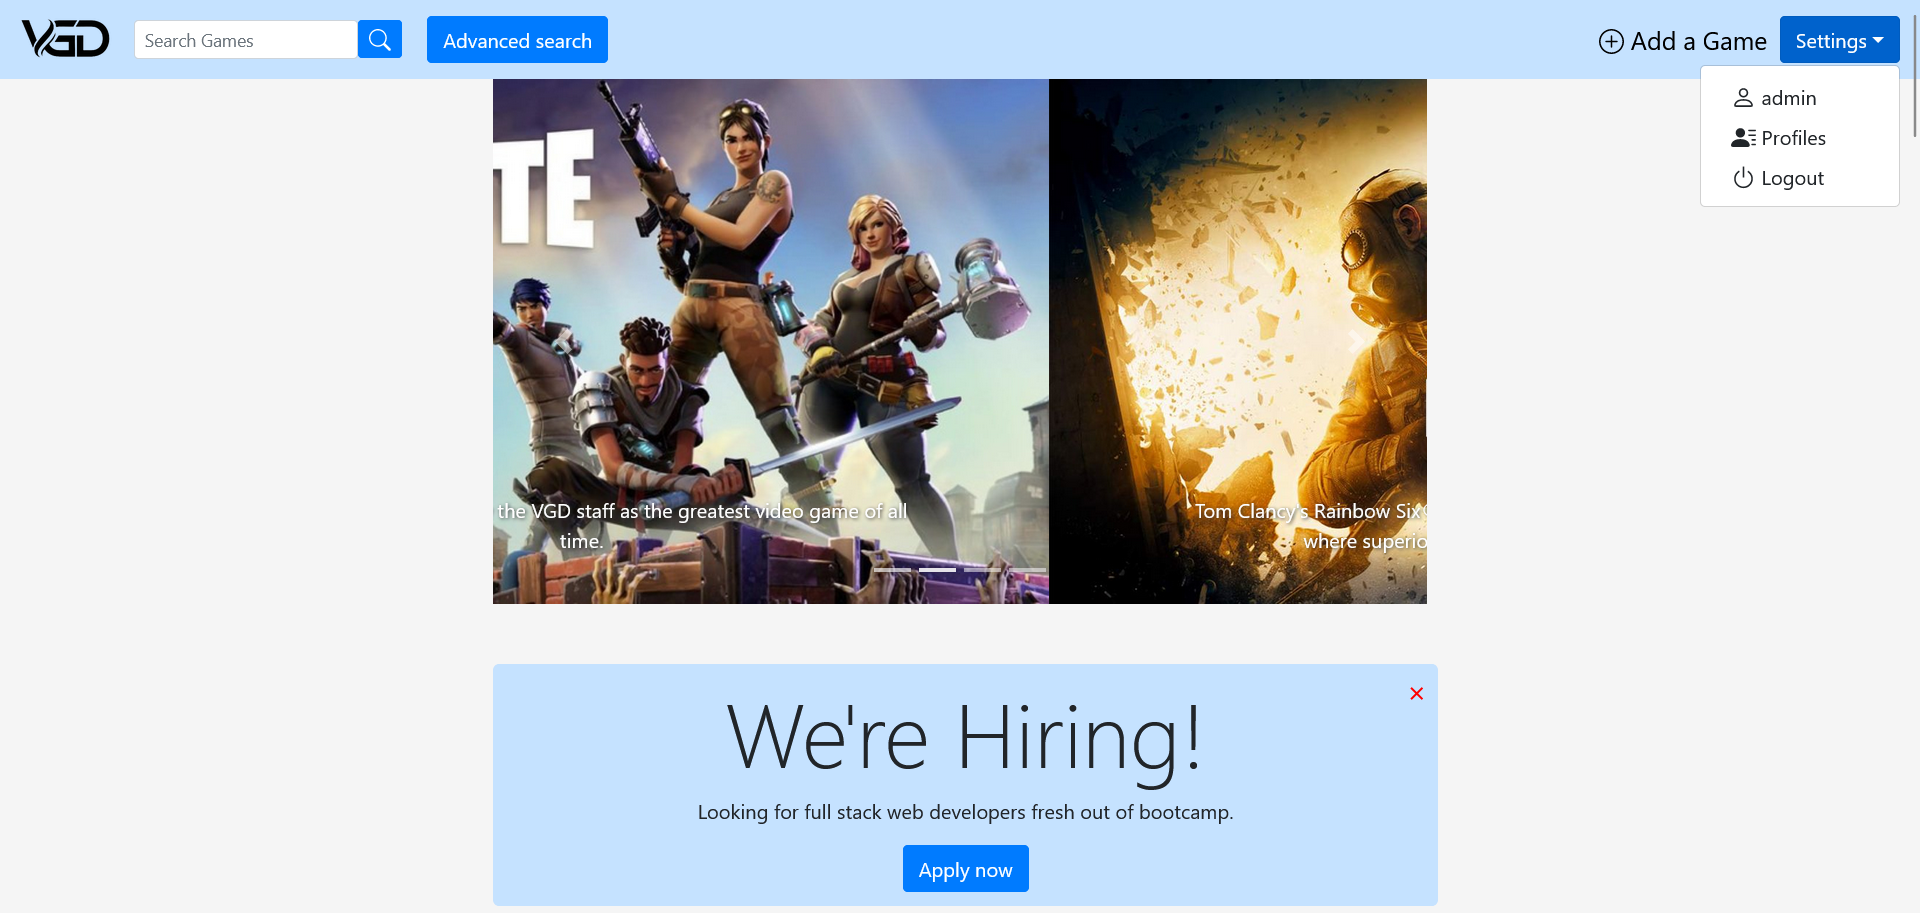 VGD
Search Games
Advanced search
Add a Game
Settings
admin
Profiles
Logout
TE
the VGD staff as the greatest video game of all
time.
Tom Clancy's Rainbow Six
where superio
We're Hiring!
Looking for full stack web developers fresh out of bootcamp.
Apply now